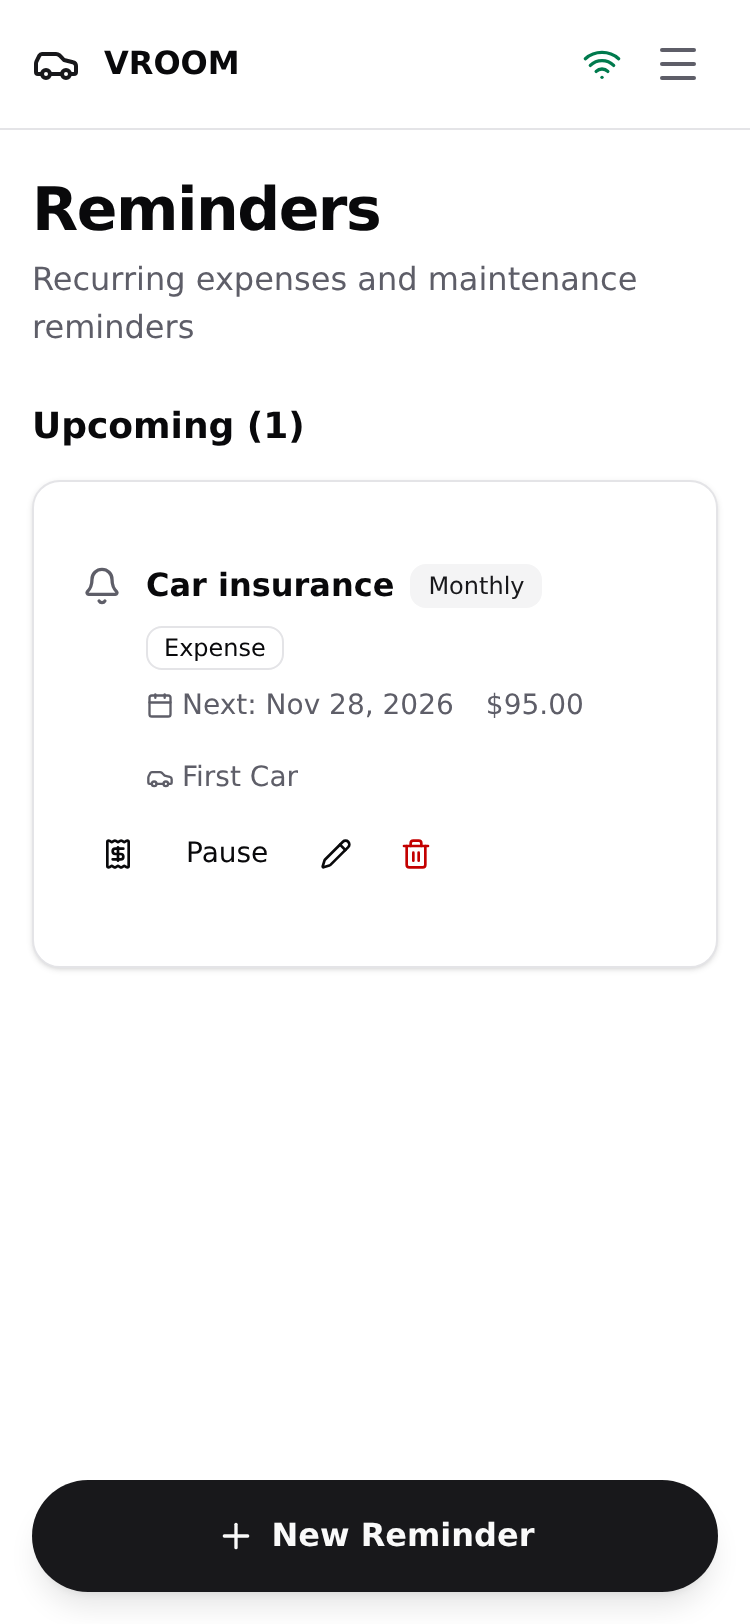 VROOM
Reminders
Recurring expenses and maintenance
reminders
Upcoming (1)
Car insurance Monthly
Expense
Next: Nov 28, 2026 $95.00
First Car
Pause
New Reminder